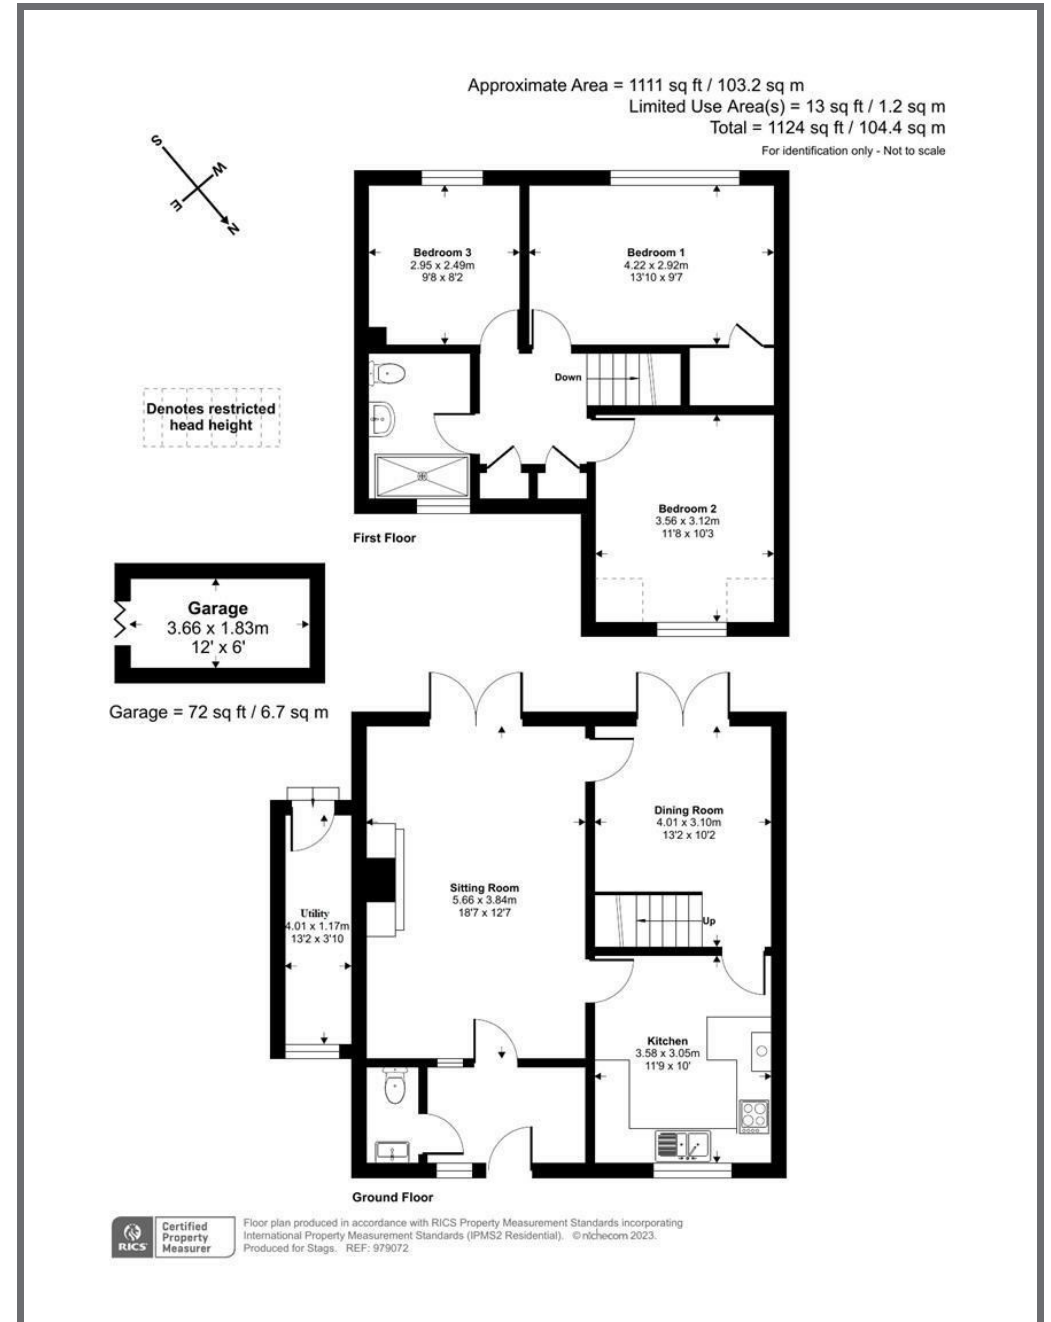 Approximate Area = 1111 sq ft / 103.2 sq m
Limited Use Area(s) = 13 sq ft / 1.2 sq m
Total = 1124 sq ft / 104.4 sq m
For identification only - Not to scale
S
W
E
N
Bedroom 3
2.95 x 2.49m
9'8 x 8'2
Bedroom 1
4.22 x 2.92m
13'10 x 9'7
Down
Denotes restricted
head height
Bedroom 2
3.56 x 3.12m
11'8 x 10'3
First Floor
Garage
3.66 x 1.83m
12' x 6'
Garage = 72 sq ft / 6.7 sq m
Dining Room
4.01 x 3.10m
13'2 x 10'2
Sitting Room
5.66 x 3.84m
18'7 x 12'7
Utility
4.01 x 1.17m
13'2 x 3'10
Up
Kitchen
3.58 x 3.05m
11'9 x 10'
Ground Floor
RICS
Certified
Property
Measurer
Floor plan produced in accordance with RICS Property Measurement Standards incorporating
International Property Measurement Standards (IPMS2 Residential). © nichecom 2023.
Produced for Stags. REF: 979072